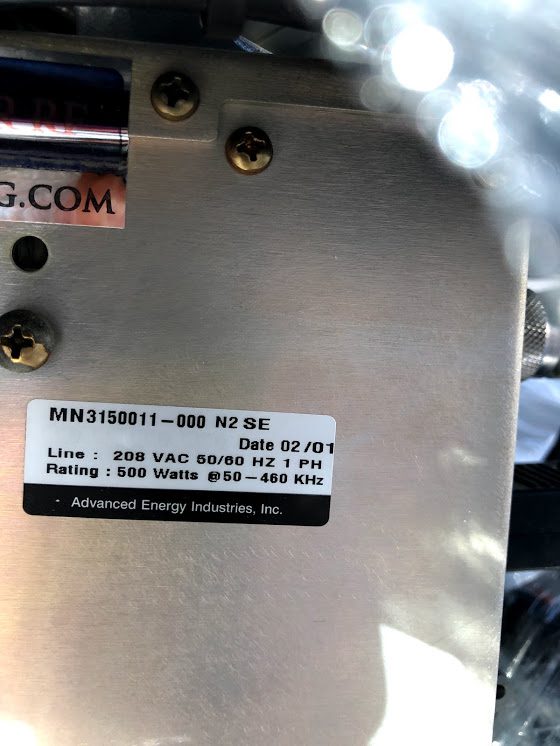 RF
G.COM
MN3150011-000 N2 SE
Date 02/01
Line : 208 VAC 50/60 HZ 1 PH
Rating : 500 Watts @50-460 KHz
Advanced Energy Industries, Inc.